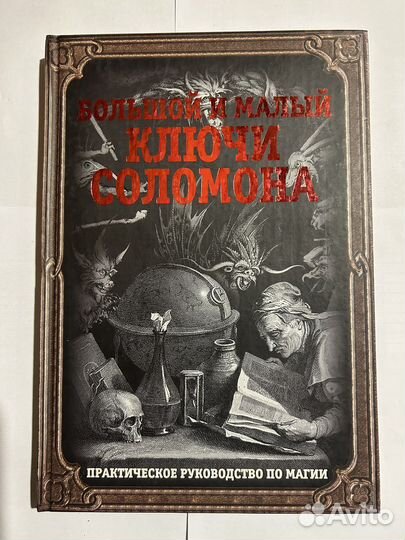 БОЛЬШОЙ И МАЛЫЙ
КЛЮЧИ
СОЛОМОНА
ПРАКТИЧЕСКОЕ РУКОВОДСТВО ПО МАГИИ
Avito